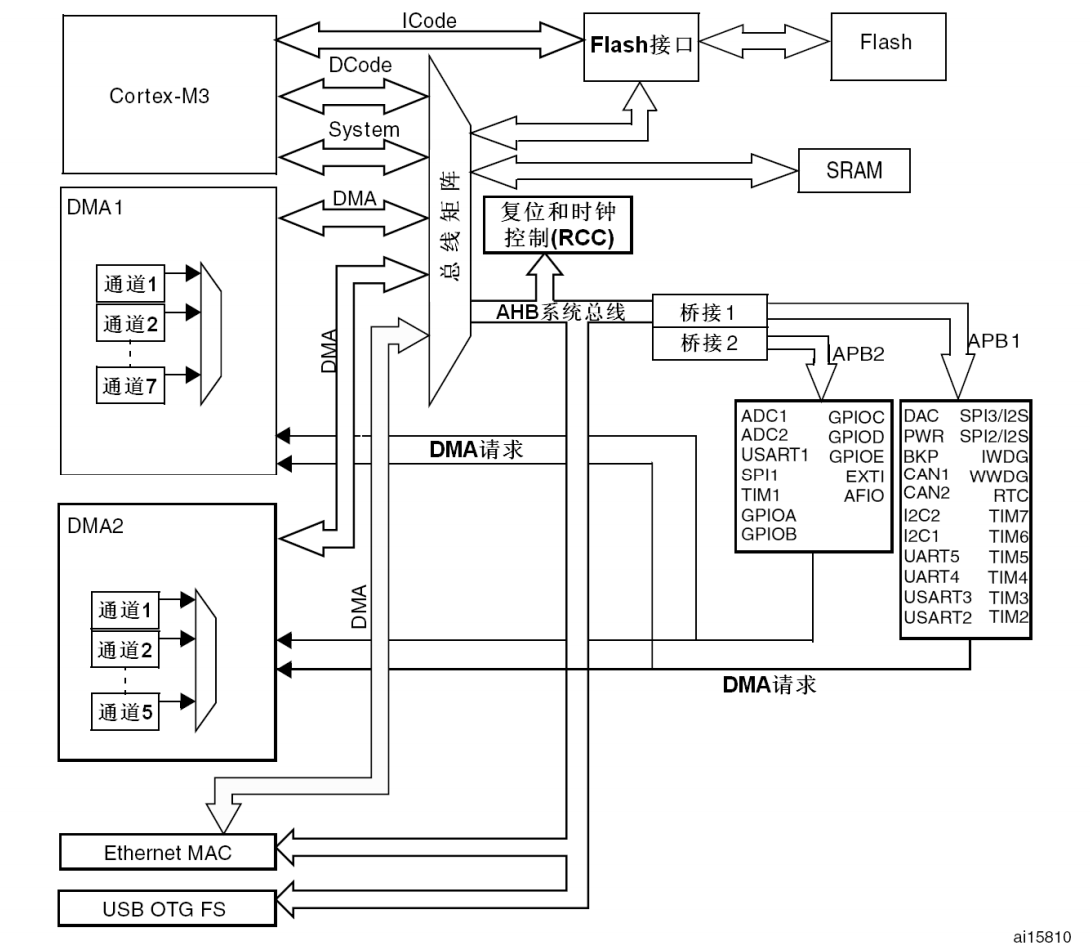 ICode
Flash接口
Flash
DCode
Cortex-M3
System
SRAM
DMA1
DMA
总线矩阵
复位和时钟
控制(RCC)
通道1
通道2
通道7
DMA
AHB系统总线
桥接1
桥接2
APB2
APB1
DMA请求
ADC1 GPIOC
ADC2 GPIOD
USART1 GPIOE
SPI1 EXTI
TIM1 AFIO
GPIOA
GPIOB
DAC SPI3/I2S
PWR SPI2/I2S
BKP IWDG
CAN1 WWDG
CAN2 RTC
I2C2 TIM7
I2C1 TIM6
UART5 TIM5
UART4 TIM4
USART3 TIM3
USART2 TIM2
DMA2
通道1
通道2
通道5
DMA
DMA请求
Ethernet MAC
USB OTG FS
ai15810